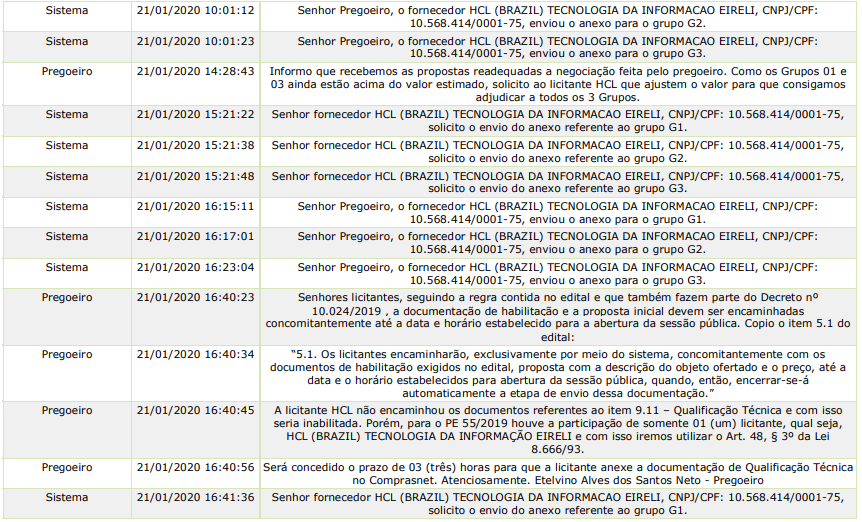 Sistema 21/01/2020 10:01:12 Senhor Pregoeiro, o fornecedor HCL (BRAZIL) TECNOLOGIA DA INFORMACAO EIRELI, CNPJ/CPF:
10.568.414/0001-75, enviou o anexo para o grupo G2.
Sistema 21/01/2020 10:01:23 Senhor Pregoeiro, o fornecedor HCL (BRAZIL) TECNOLOGIA DA INFORMACAO EIRELI, CNPJ/CPF:
10.568.414/0001-75, enviou o anexo para o grupo G3.
Pregoeiro 21/01/2020 14:28:43 Informo que recebemos as propostas readequadas a negociação feita pelo pregoeiro. Como os Grupos 01 e
03 ainda estão acima do valor estimado, solicito ao licitante HCL que ajustem o valor para que consigamos
adjudicar a todos os 3 Grupos.
Sistema 21/01/2020 15:21:22 Senhor fornecedor HCL (BRAZIL) TECNOLOGIA DA INFORMACAO EIRELI, CNPJ/CPF: 10.568.414/0001-75,
solicito o envio do anexo referente ao grupo G1.
Sistema 21/01/2020 15:21:38 Senhor fornecedor HCL (BRAZIL) TECNOLOGIA DA INFORMACAO EIRELI, CNPJ/CPF: 10.568.414/0001-75,
solicito o envio do anexo referente ao grupo G2.
Sistema 21/01/2020 15:21:48 Senhor fornecedor HCL (BRAZIL) TECNOLOGIA DA INFORMACAO EIRELI, CNPJ/CPF: 10.568.414/0001-75,
solicito o envio do anexo referente ao grupo G3.
Sistema 21/01/2020 16:15:11 Senhor Pregoeiro, o fornecedor HCL (BRAZIL) TECNOLOGIA DA INFORMACAO EIRELI, CNPJ/CPF:
10.568.414/0001-75, enviou o anexo para o grupo G1.
Sistema 21/01/2020 16:17:01 Senhor Pregoeiro, o fornecedor HCL (BRAZIL) TECNOLOGIA DA INFORMACAO EIRELI, CNPJ/CPF:
10.568.414/0001-75, enviou o anexo para o grupo G2.
Sistema 21/01/2020 16:23:04 Senhor Pregoeiro, o fornecedor HCL (BRAZIL) TECNOLOGIA DA INFORMACAO EIRELI, CNPJ/CPF:
10.568.414/0001-75, enviou o anexo para o grupo G3.
Pregoeiro 21/01/2020 16:40:23 Senhores licitantes, seguindo a regra contida no edital e que também fazem parte do Decreto nº
10.024/2019 , a documentação de habilitação e a proposta inicial devem ser encaminhadas
concomitantemente até a data e horário estabelecido para a abertura da sessão pública. Copio o item 5.1 do
edital:
Pregoeiro 21/01/2020 16:40:34 “5.1. Os licitantes encaminharão, exclusivamente por meio do sistema, concomitantemente com os
documentos de habilitação exigidos no edital, proposta com a descrição do objeto ofertado e o preço, até a
data e o horário estabelecidos para abertura da sessão pública, quando, então, encerrar-se-á
automaticamente a etapa de envio dessa documentação.”
Pregoeiro 21/01/2020 16:40:45 A licitante HCL não encaminhou os documentos referentes ao item 9.11 – Qualificação Técnica e com isso
seria inabilitada. Porém, para o PE 55/2019 houve a participação de somente 01 (um) licitante, qual seja,
HCL (BRAZIL) TECNOLOGIA DA INFORMAÇÃO EIRELI e com isso iremos utilizar o Art. 48, § 3º da Lei
8.666/93.
Pregoeiro 21/01/2020 16:40:56 Será concedido o prazo de 03 (três) horas para que a licitante anexe a documentação de Qualificação Técnica
no Comprasnet. Atenciosamente. Etelvino Alves dos Santos Neto - Pregoeiro
Sistema 21/01/2020 16:41:36 Senhor fornecedor HCL (BRAZIL) TECNOLOGIA DA INFORMACAO EIRELI, CNPJ/CPF: 10.568.414/0001-75,
solicito o envio do anexo referente ao grupo G1.